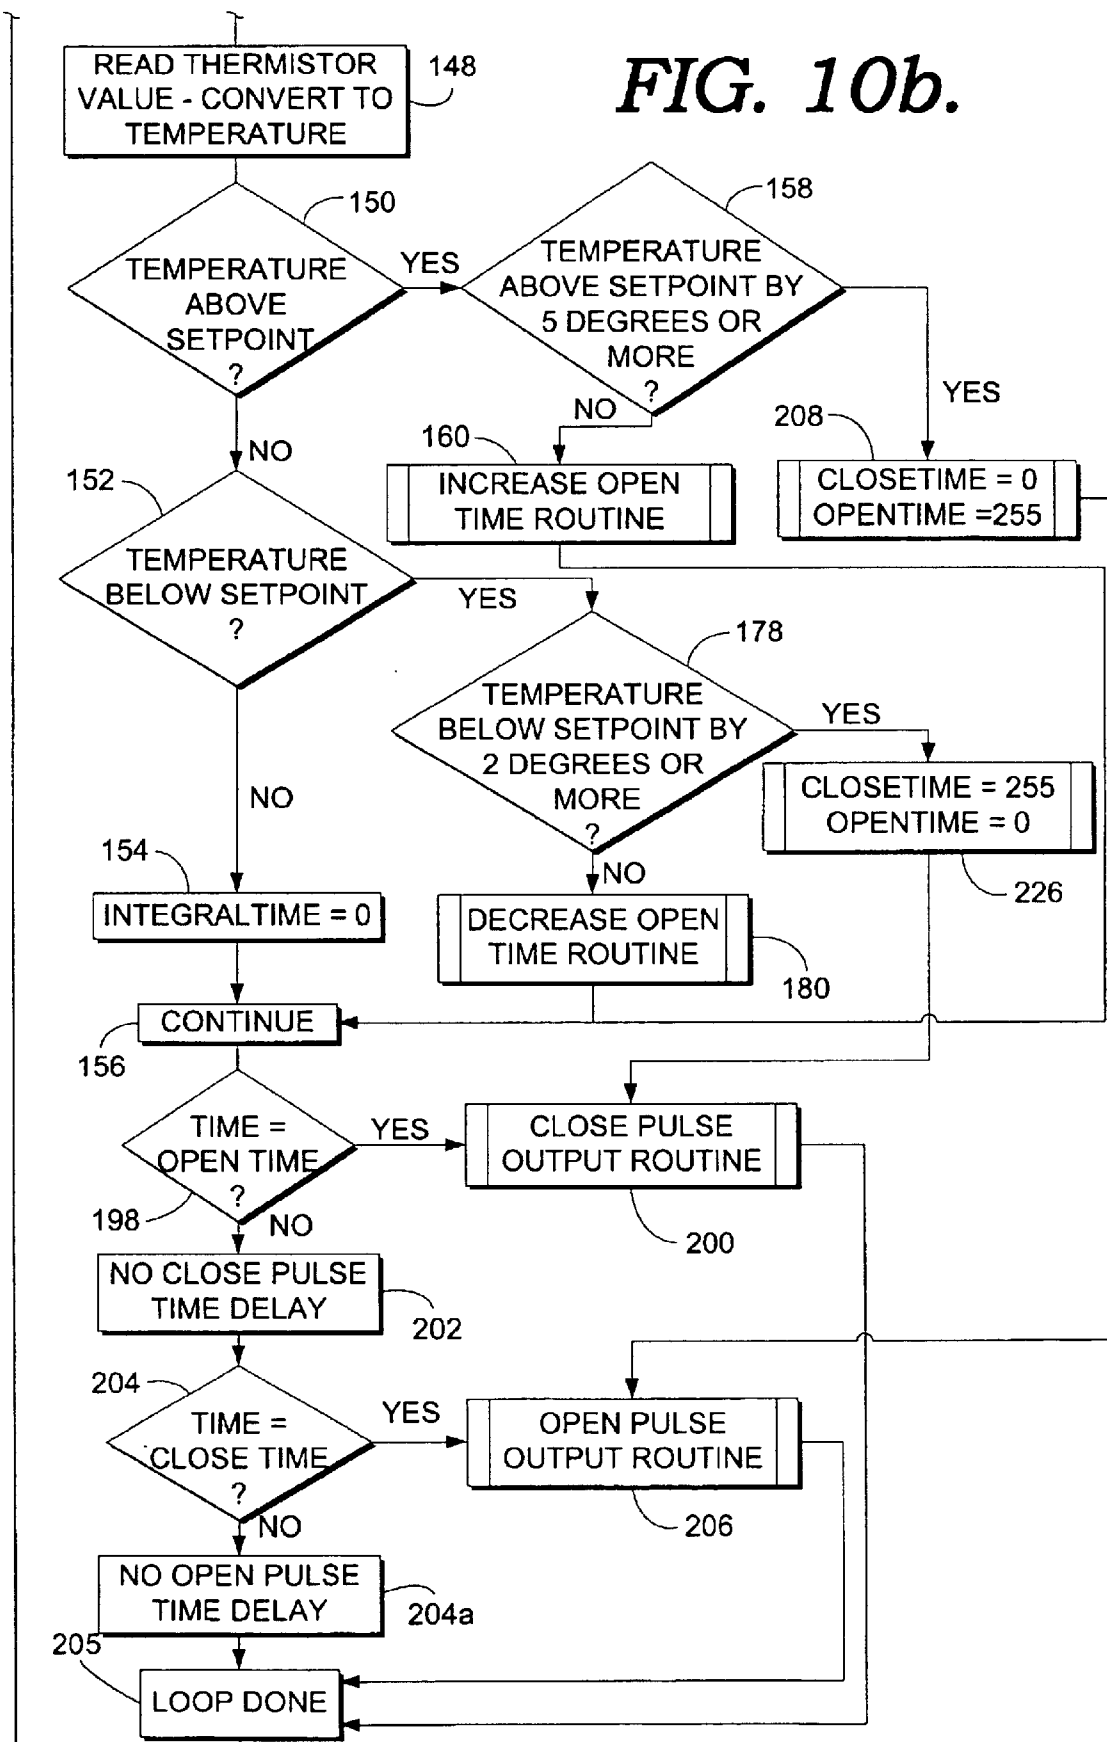 FIG. 10b.
READ THERMISTOR
VALUE - CONVERT TO
TEMPERATURE
148
150
TEMPERATURE
ABOVE
SETPOINT
?
YES
NO
158
TEMPERATURE
ABOVE SETPOINT BY
5 DEGREES OR
MORE
?
NO
YES
160
INCREASE OPEN
TIME ROUTINE
208
CLOSETIME = 0
OPENTIME =255
152
TEMPERATURE
BELOW SETPOINT
?
YES
NO
178
TEMPERATURE
BELOW SETPOINT BY
2 DEGREES OR
MORE
?
YES
NO
CLOSETIME = 255
OPENTIME = 0
226
154
INTEGRALTIME = 0
DECREASE OPEN
TIME ROUTINE
180
CONTINUE
156
TIME =
OPEN TIME
?
198
YES
NO
CLOSE PULSE
OUTPUT ROUTINE
200
NO CLOSE PULSE
TIME DELAY
202
204
TIME =
CLOSE TIME
?
YES
NO
OPEN PULSE
OUTPUT ROUTINE
206
NO OPEN PULSE
TIME DELAY
204a
205
LOOP DONE